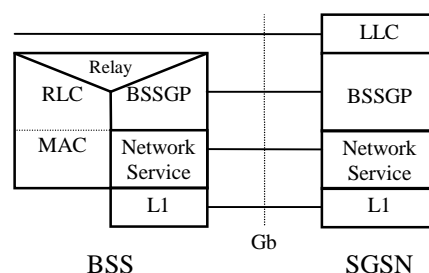 LLC
Relay
RLC
BSSGP
BSSGP
MAC
Network
Service
Network
Service
L1
L1
Gb
BSS
SGSN